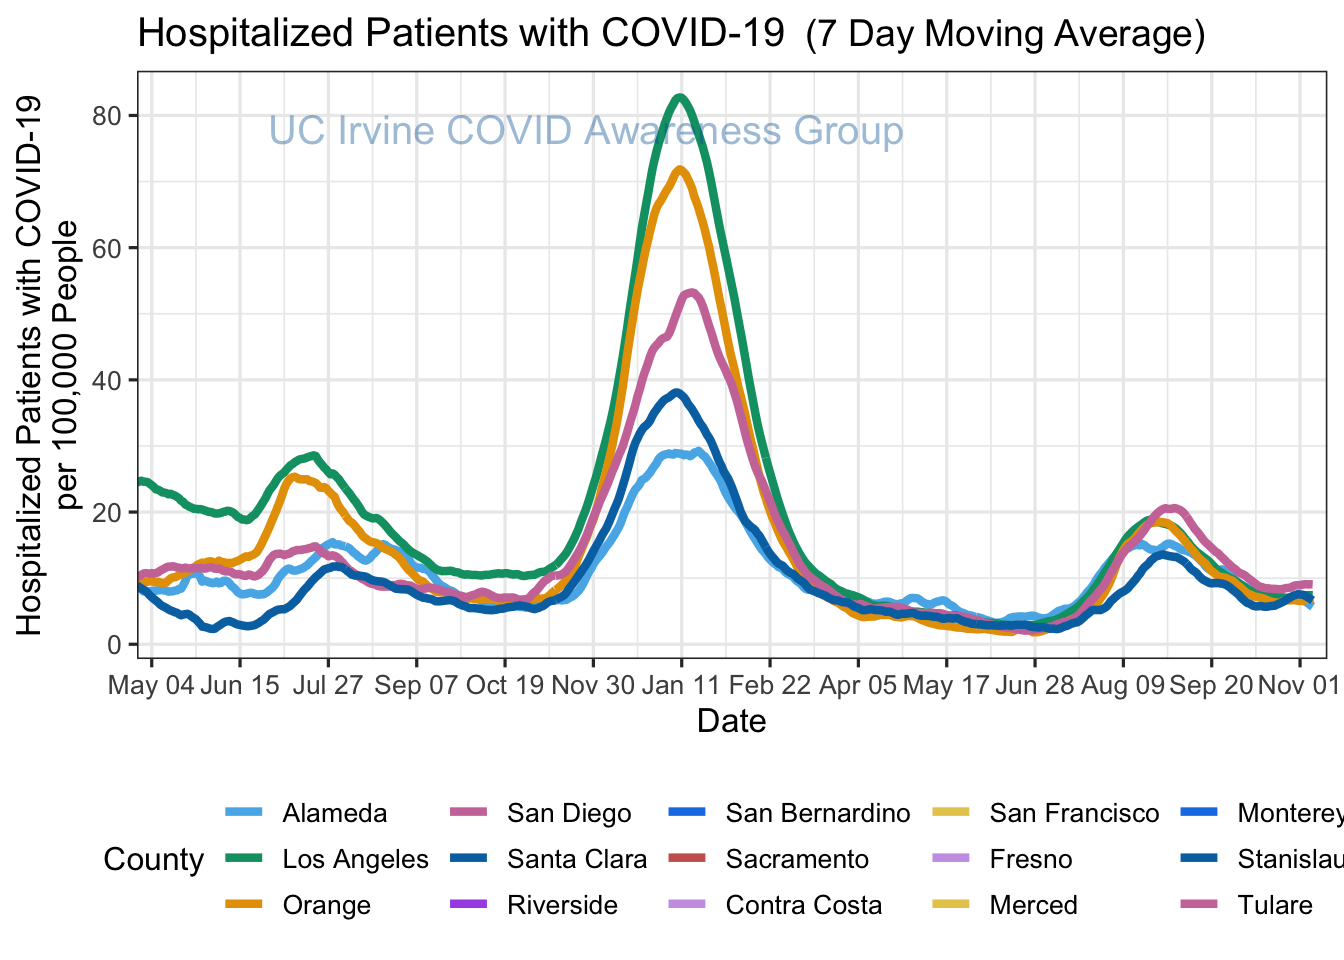 Hospitalized Patients with COVID-19 (7 Day Moving Average)
UC Irvine COVID Awareness Group
Hospitalized Patients with COVID-19
per 100,000 People
80
60
40
20
0
May 04 Jun 15 Jul 27 Sep 07 Oct 19 Nov 30 Jan 11 Feb 22 Apr 05 May 17 Jun 28 Aug 09 Sep 20 Nov 01
Date
County
Alameda San Diego San Bernardino San Francisco Monterey
Los Angeles Santa Clara Sacramento Fresno Stanislau
Orange Riverside Contra Costa Merced Tulare